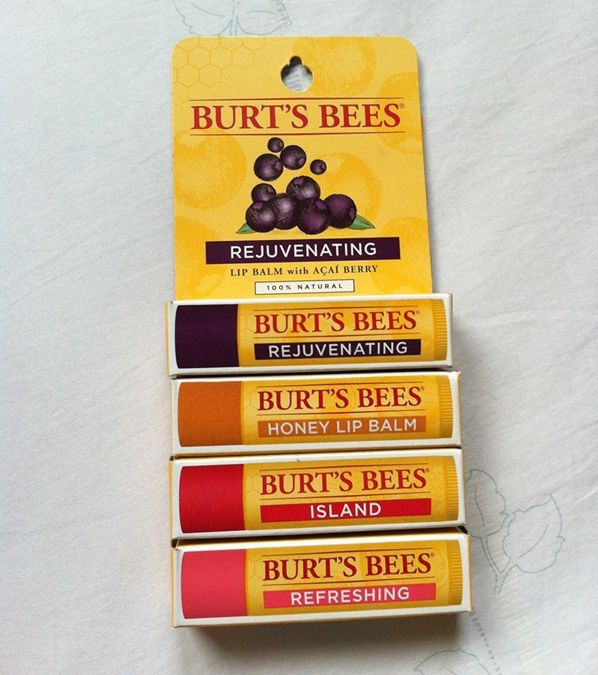 BURT'S BEES®
REJUVENATING
LIP BALM with AÇAÍ BERRY
100% NATURAL
BURT'S BEES®
REJUVENATING
BURT'S BEES®
HONEY LIP BALM
BURT'S BEES®
ISLAND
BURT'S BEES®
REFRESHING